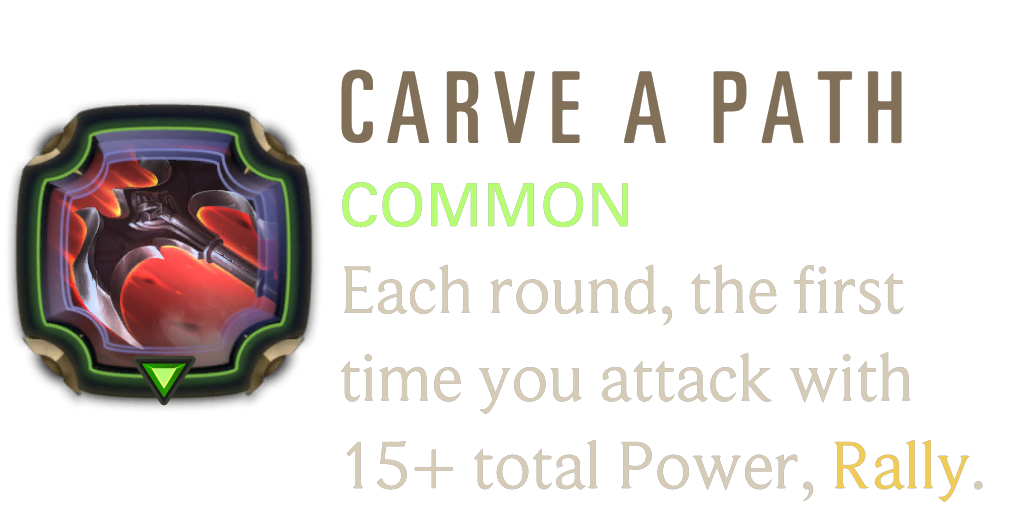 CARVE A PATH
COMMON
Each round, the first
time you attack with
15+ total Power, Rally.